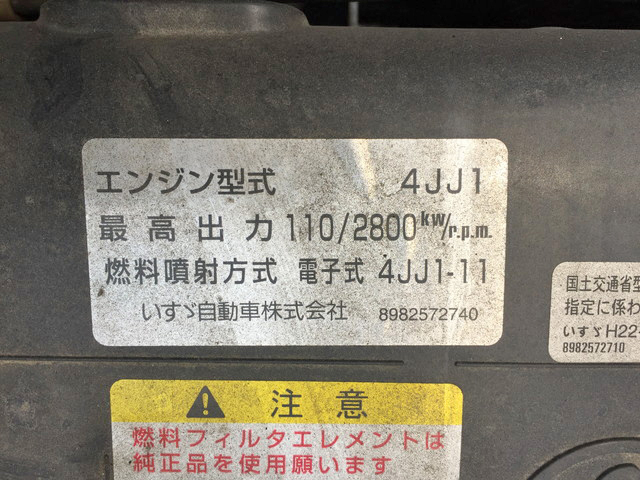 エンジン型式 4JJ1
最高出力 110/2800 kW/r.p.m.
燃料噴射方式 電子式 4JJ1-11
いすゞ自動車株式会社 8982572740
国土交通省型
指定に係わ
いすゞH22-
8982572710
注意
燃料フィルタエレメントは
純正品を使用願います